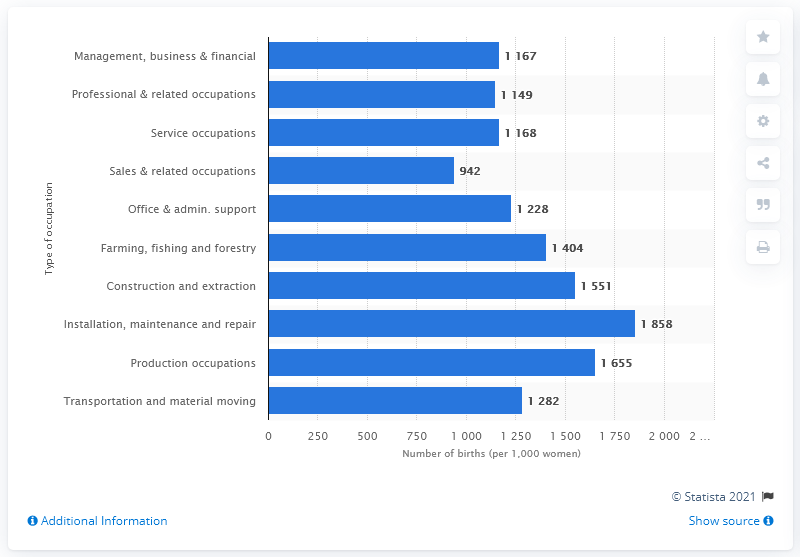 Management, business & financial
1 167
Professional & related occupations
1 149
Service occupations
1 168
Sales & related occupations
942
Office & admin. support
1 228
Farming, fishing and forestry
1 404
Construction and extraction
1 551
Installation, maintenance and repair
1 858
Production occupations
1 655
Transportation and material moving
1 282
Type of occupation
0 250 500 750 1 000 1 250 1 500 1 750 2 000 2 ...
Number of births (per 1,000 women)
© Statista 2021
Additional Information
Show source